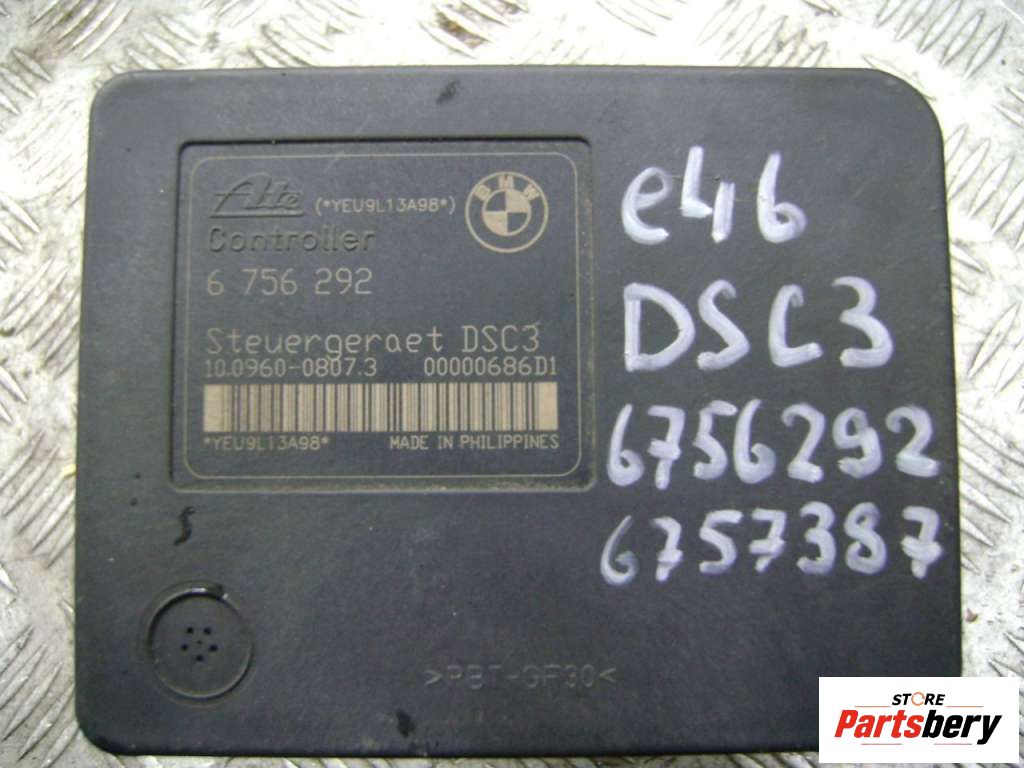 Ate (*YEU9L13A98*) BMW
Controller
6 756 292
Steuergeraet DSC3
10.0960-0807.3 00000686D1
*YEU9L13A98* MADE IN PHILIPPINES
e46
DSC3
6756292
6757387
>PBT-GF30<
STORE
Partsbery